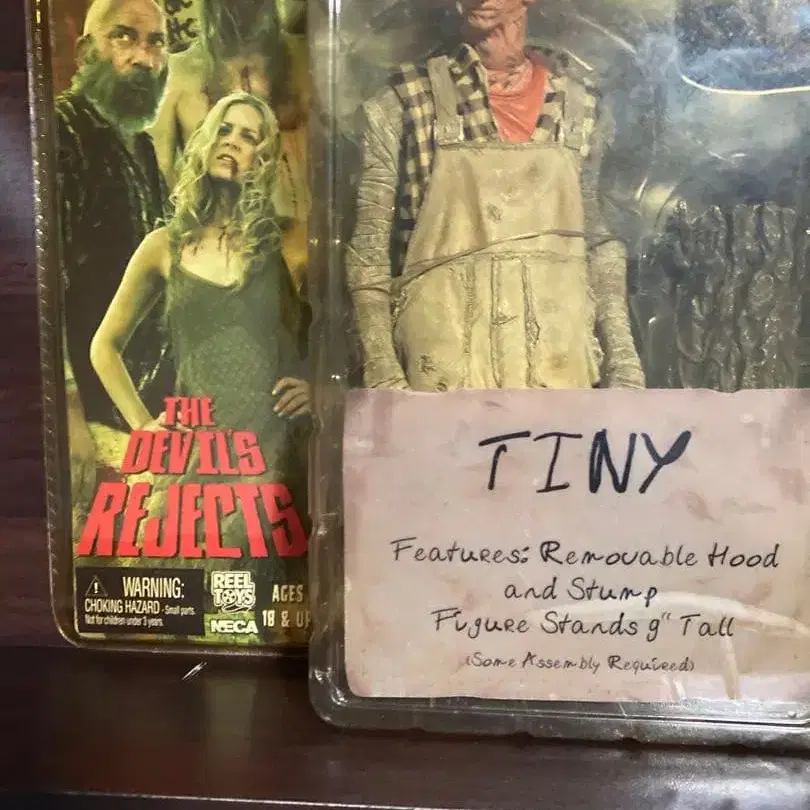 THE
DEVIL'S
REJECTS
WARNING:
CHOKING HAZARD - Small parts.
Not for children under 3 years.
REEL
TOYS
NECA
AGES
18 & UP
TINY
Features: Removable Hood
and Stump
Figure Stands 9" Tall
(Some Assembly Required)